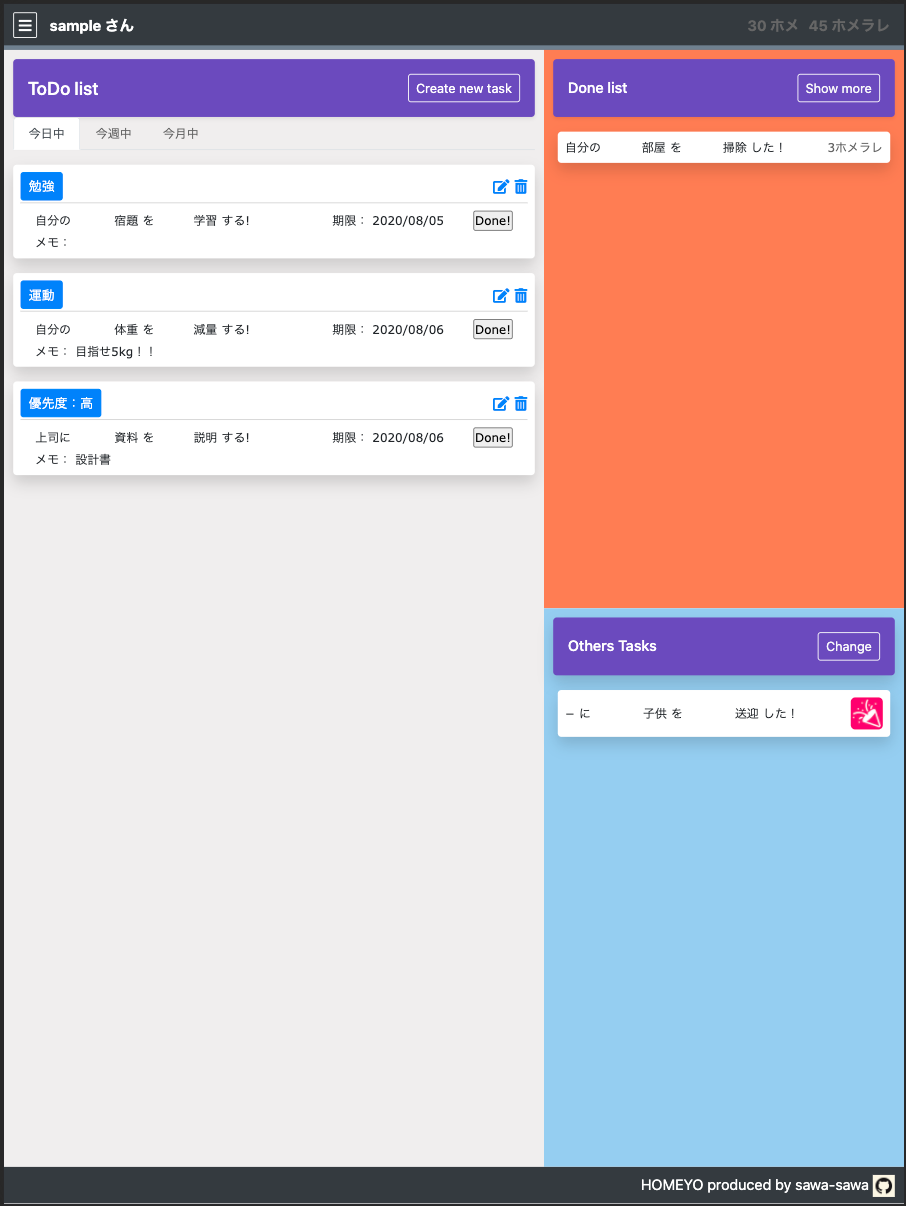 sample さん
30 ホメ 45 ホメラレ
ToDo list
Create new task
今日中 今週中 今月中
勉強
自分の 宿題 を 学習 する! 期限： 2020/08/05 Done!
メモ：
運動
自分の 体重 を 減量 する! 期限： 2020/08/06 Done!
メモ： 目指せ5kg！！
優先度：高
上司に 資料 を 説明 する! 期限： 2020/08/06 Done!
メモ： 設計書
Done list
Show more
自分の 部屋 を 掃除 した！ 3ホメラレ
Others Tasks
Change
– に 子供 を 送迎 した！
HOMEYO produced by sawa-sawa